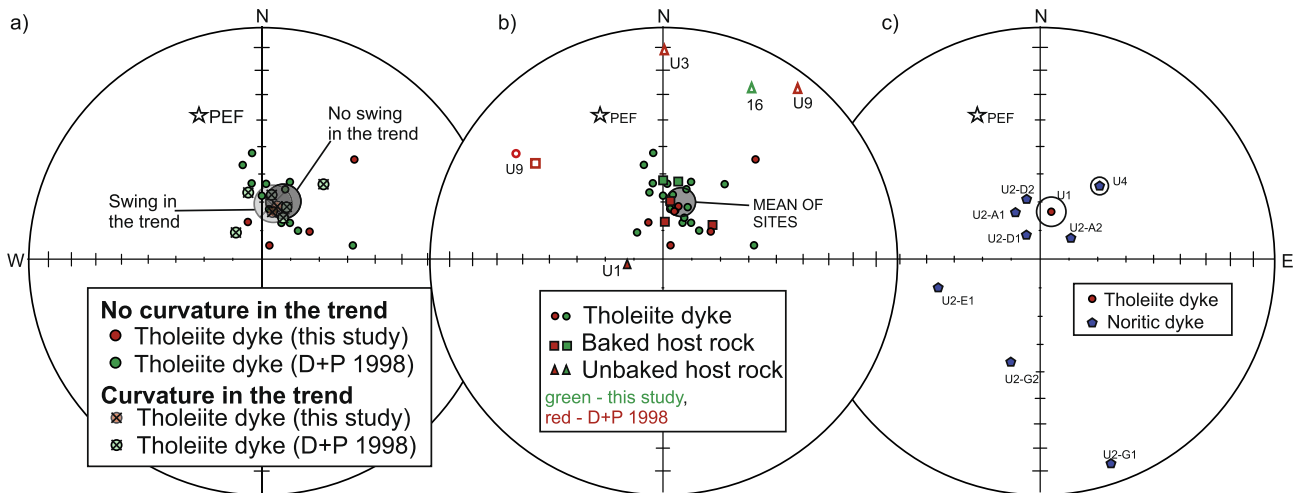 a)
N
PEF
No swing
in the trend
Swing in
the trend
W
No curvature in the trend
Tholeiite dyke (this study)
Tholeiite dyke (D+P 1998)
Curvature in the trend
Tholeiite dyke (this study)
Tholeiite dyke (D+P 1998)
b)
N
U3
16
U9
PEF
U9
MEAN OF
SITES
U1
Tholeiite dyke
Baked host rock
Unbaked host rock
green - this study,
red - D+P 1998
c)
N
PEF
U4
U2-D2
U1
U2-A1
U2-D1
U2-A2
E
U2-E1
Tholeiite dyke
Noritic dyke
U2-G2
U2-G1